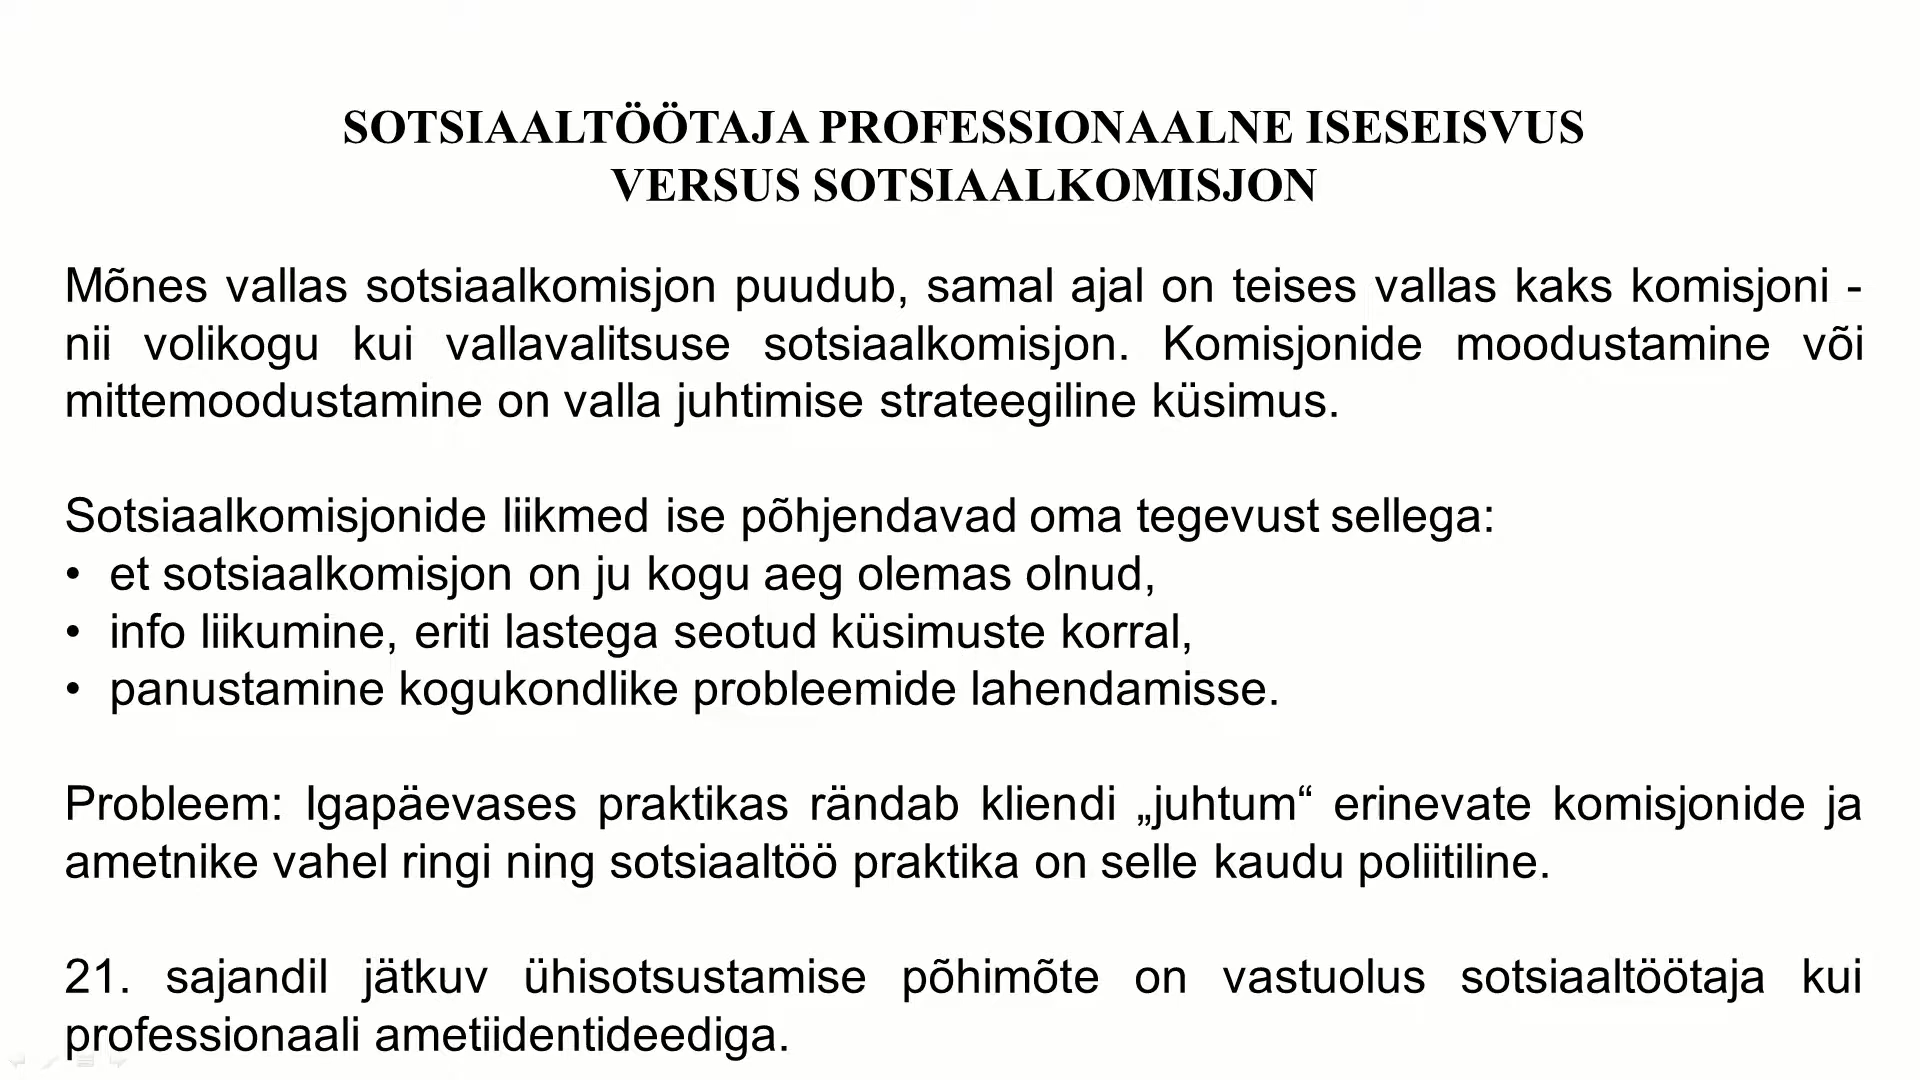 SOTSIAALTÖÖTAJA PROFESSIONAALNE ISESEISVUS
VERSUS SOTSIAALKOMISJON
Mõnes vallas sotsiaalkomisjon puudub, samal ajal on teises vallas kaks komisjoni -
nii volikogu kui vallavalitsuse sotsiaalkomisjon. Komisjonide moodustamine või
mittemoodustamine on valla juhtimise strateegiline küsimus.
Sotsiaalkomisjonide liikmed ise põhjendavad oma tegevust sellega:
• et sotsiaalkomisjon on ju kogu aeg olemas olnud,
• info liikumine, eriti lastega seotud küsimuste korral,
• panustamine kogukondlike probleemide lahendamisse.
Probleem: Igapäevases praktikas rändab kliendi „juhtum“ erinevate komisjonide ja
ametnike vahel ringi ning sotsiaaltöö praktika on selle kaudu poliitiline.
21. sajandil jätkuv ühisotsustamise põhimõte on vastuolus sotsiaaltöötaja kui
professionaali ametiidentideediga.